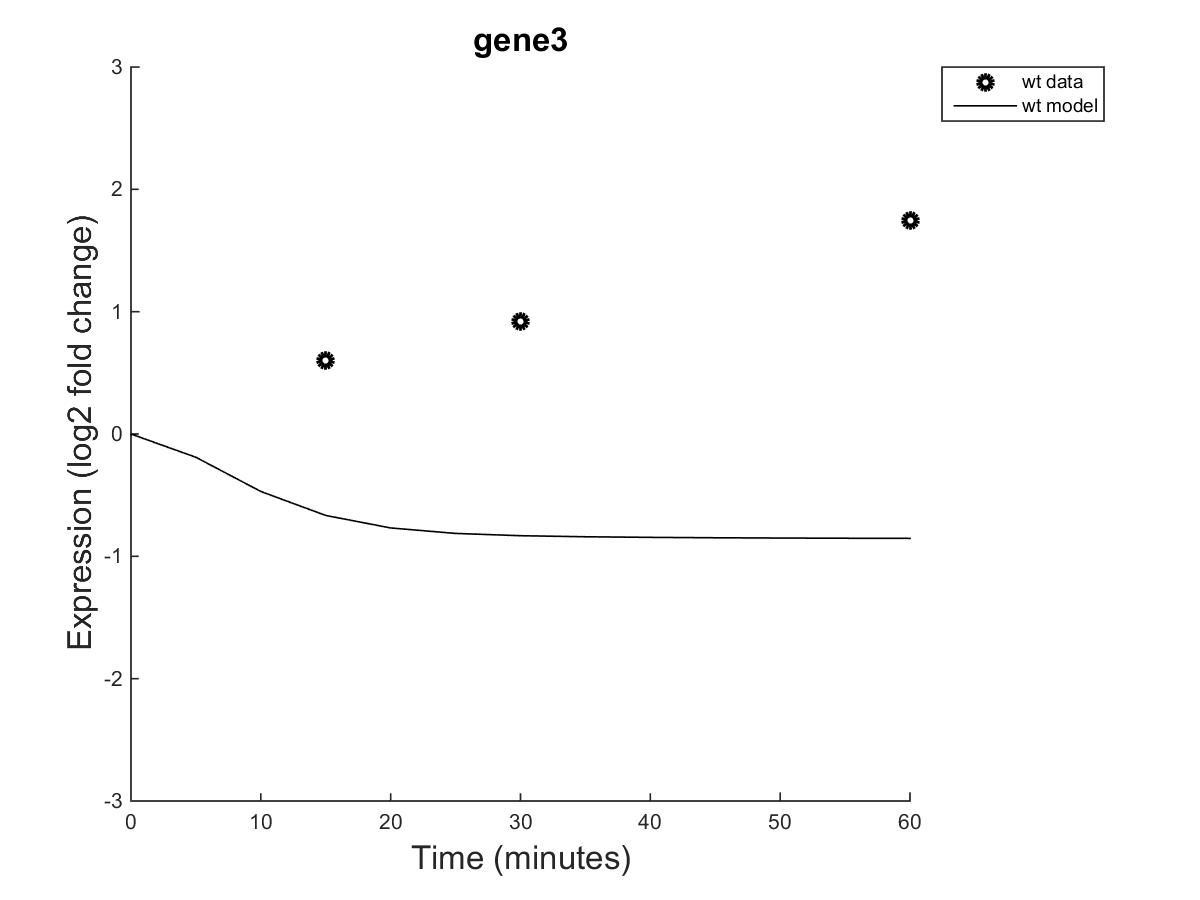 gene3
wt data
wt model
3
2
1
0
-1
-2
-3
Expression (log2 fold change)
0 10 20 30 40 50 60
Time (minutes)